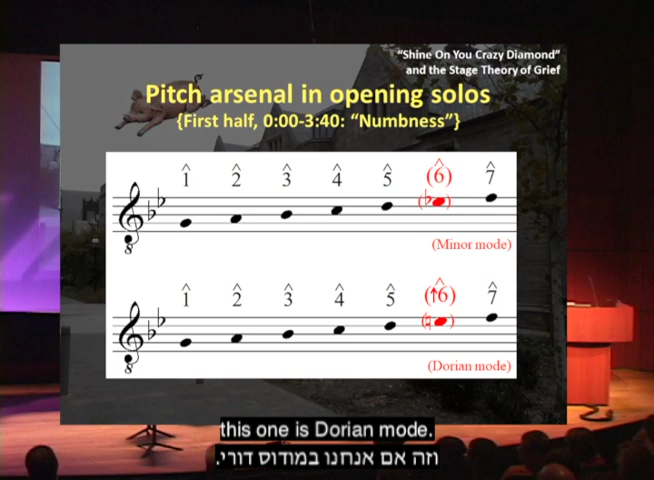 “Shine On You Crazy Diamond”
and the Stage Theory of Grief
Pitch arsenal in opening solos
{First half, 0:00-3:40: “Numbness”}
1 2 3 4 5 (6) 7
(♭)
8
(Minor mode)
1 2 3 4 5 (↑6) 7
(♮)
8
(Dorian mode)
this one is Dorian mode.
וזה אם אנחנו במודוס דורי.